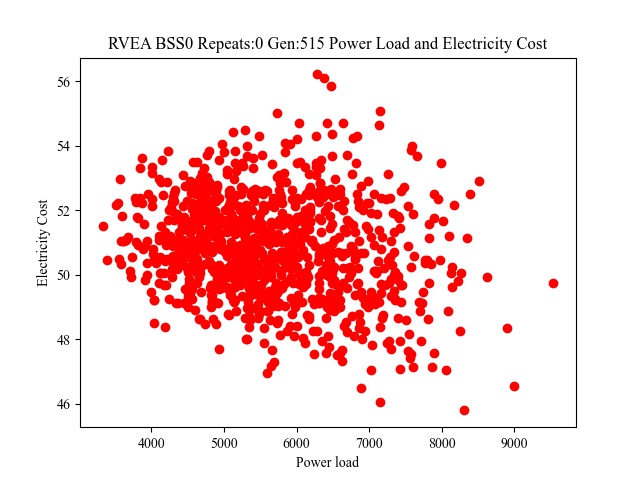 RVEA BSS0 Repeats:0 Gen:515 Power Load and Electricity Cost
56
54
52
50
48
46
Electricity Cost
4000 5000 6000 7000 8000 9000
Power load